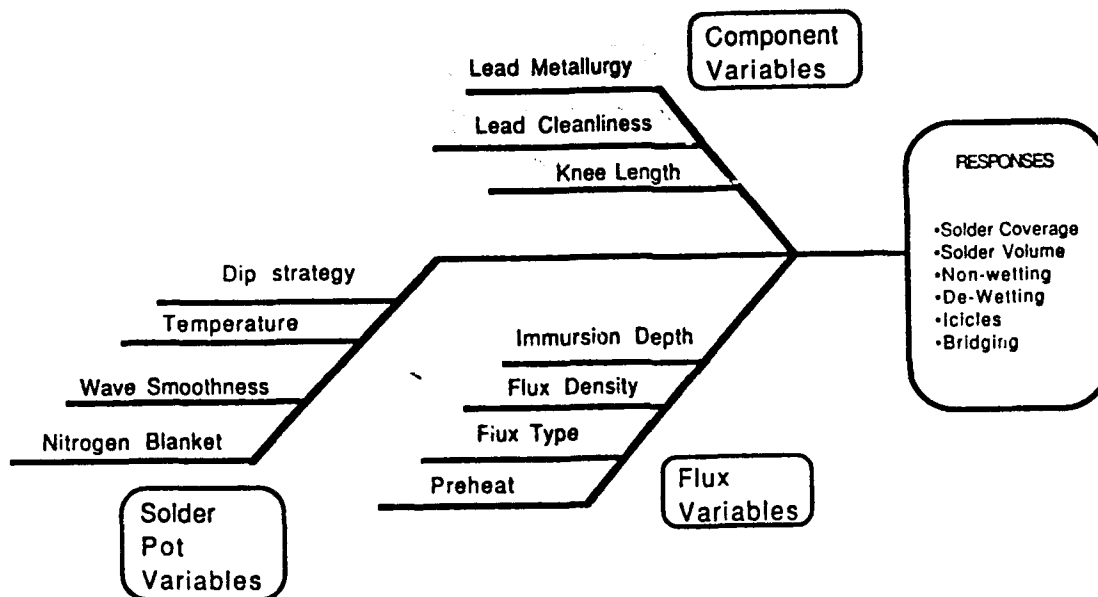 Component
Variables
Lead Metallurgy
Lead Cleanliness
Knee Length
RESPONSES
•Solder Coverage
•Solder Volume
•Non-wetting
•De-Wetting
•Icicles
•Bridging
Dip strategy
Temperature
Wave Smoothness
Nitrogen Blanket
Solder
Pot
Variables
Immursion Depth
Flux Density
Flux Type
Preheat
Flux
Variables